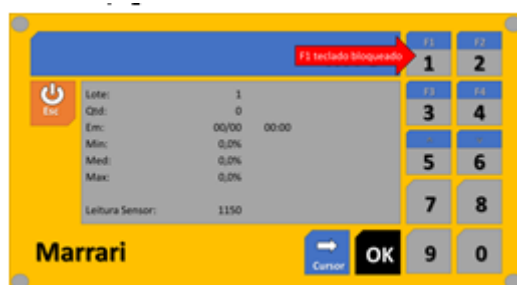 F1 teclado bloqueado
F1 F2
1 2
Esc
Lote: 1
Qtd: 0
Em: 00/00 00:00
Min: 0,0%
Med: 0,0%
Max: 0,0%
Leitura Sensor: 1150
F3 F4
3 4
5 6
7 8
Marrari
Cursor
OK
9 0